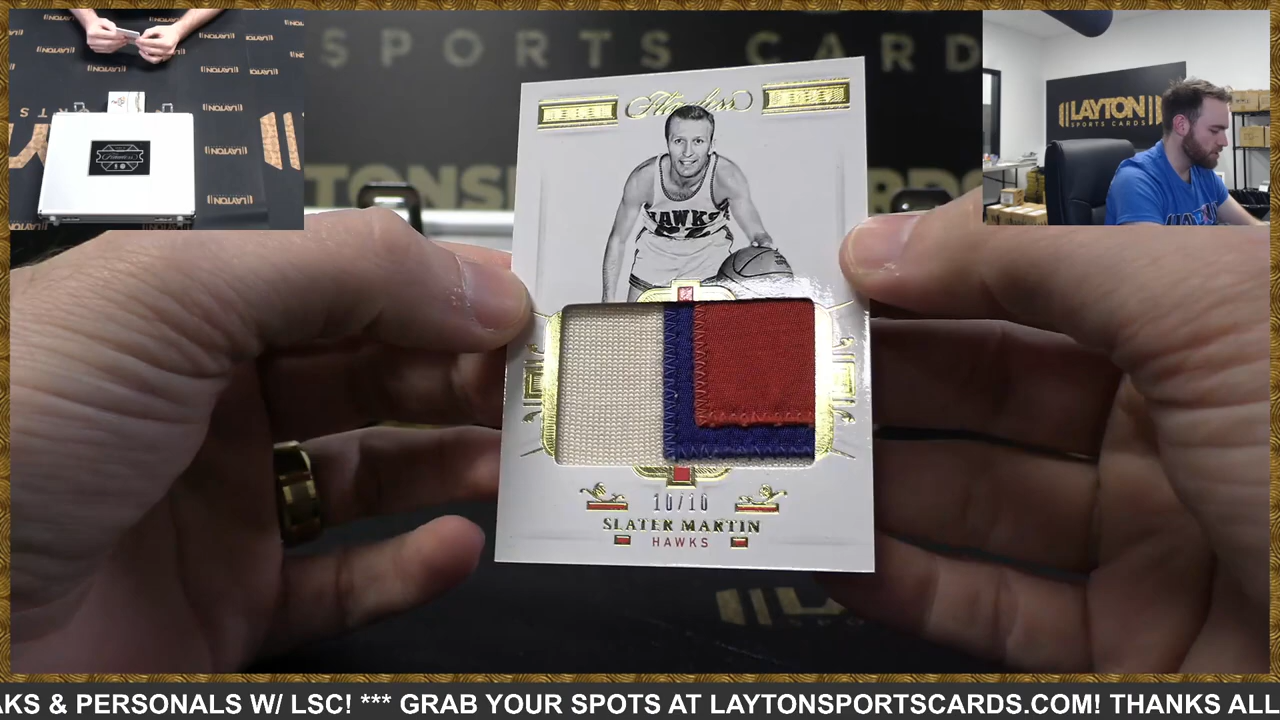 SPORTS CARD
LAYTON
SPORTS CARDS
Flawless
HAWKS
10/10
SLATER MARTIN
HAWKS
AKS & PERSONALS W/ LSC! *** GRAB YOUR SPOTS AT LAYTONSPORTSCARDS.COM! THANKS ALL